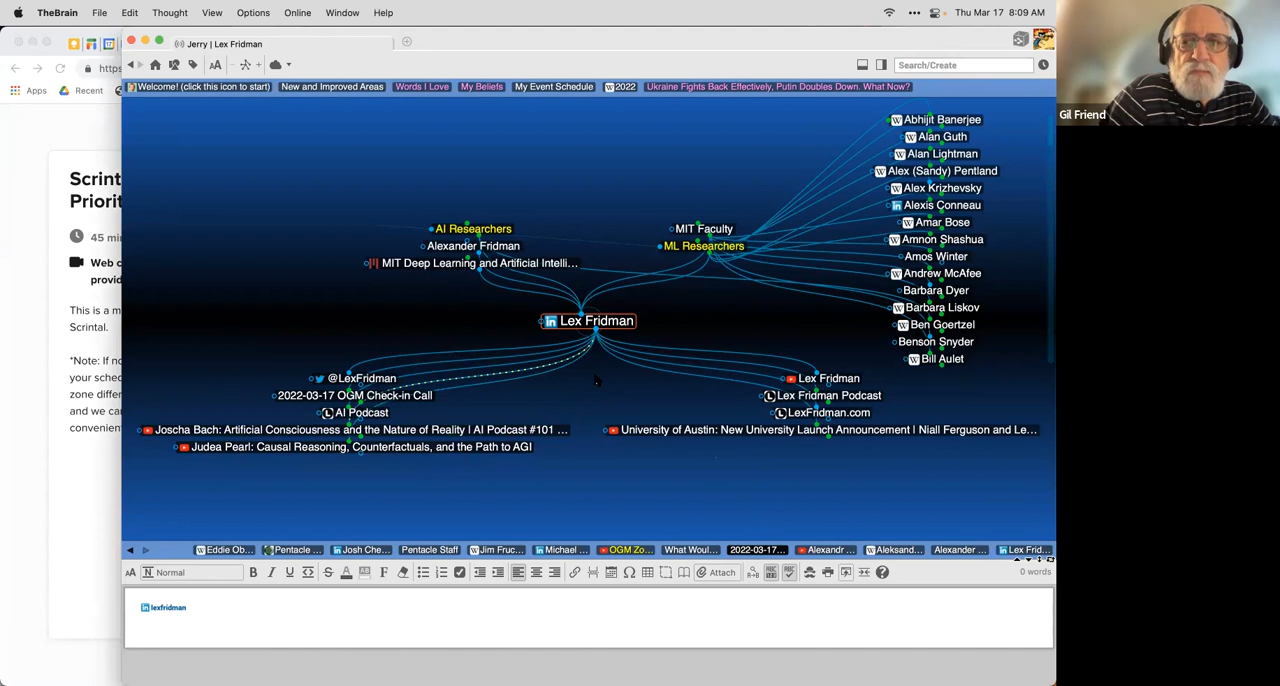 TheBrain File Edit Thought View Options Online Window Help
Thu Mar 17 8:09 AM
Jerry | Lex Fridman
https
Search/Create
Apps Recent
Welcome! (click this icon to start) New and Improved Areas Words I Love My Beliefs My Event Schedule 2022 Ukraine Fights Back Effectively, Putin Doubles Down. What Now?
Gil Friend
Scrint
Priorit
45 min
Web c
provid
This is a m
Scrintal.
*Note: If no
your sched
zone differ
and we can
convenient
AI Researchers
Alexander Fridman
MIT Deep Learning and Artificial Intelli...
MIT Faculty
ML Researchers
Abhijit Banerjee
Alan Guth
Alan Lightman
Alex (Sandy) Pentland
Alex Krizhevsky
Alexis Conneau
Amar Bose
Amnon Shashua
Amos Winter
Andrew McAfee
Barbara Dyer
Barbara Liskov
Ben Goertzel
Benson Snyder
Bill Aulet
Lex Fridman
@LexFridman
2022-03-17 OGM Check-in Call
AI Podcast
Joscha Bach: Artificial Consciousness and the Nature of Reality | AI Podcast #101 ...
Judea Pearl: Causal Reasoning, Counterfactuals, and the Path to AGI
Lex Fridman
Lex Fridman Podcast
LexFridman.com
University of Austin: New University Launch Announcement | Niall Ferguson and Le...
Eddie Ob... Pentacle ... Josh Che... Pentacle Staff Jim Fruc... Michael ... OGM Zo... What Woul... 2022-03-17... Alexandr ... Aleksand... Alexander ... Lex Frid...
Normal B I U Attach 0 words
lexfridman